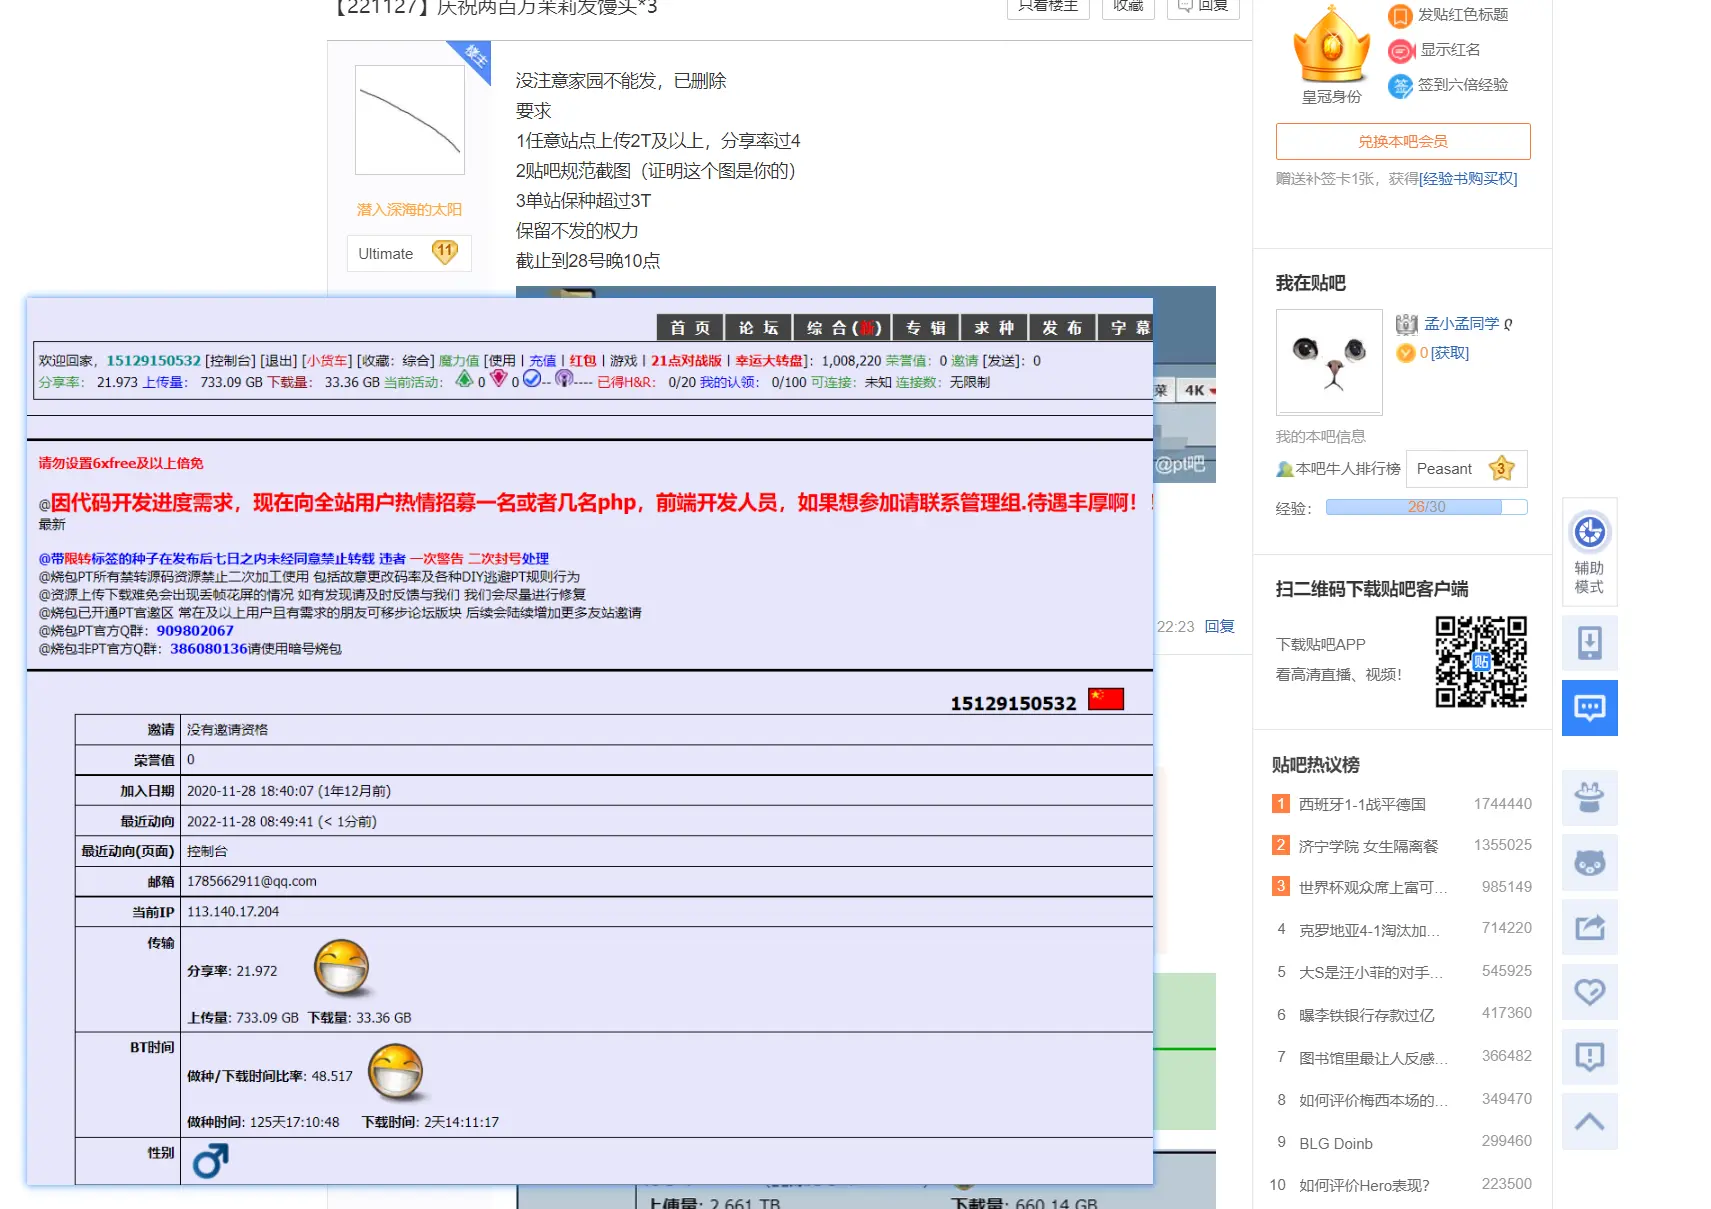 【221127】庆祝两百万茉莉发馒头*3
只看楼主 收藏 回复
楼主
潜入深海的太阳
Ultimate 11
没注意家园不能发，已删除
要求
1任意站点上传2T及以上，分享率过4
2贴吧规范截图（证明这个图是你的）
3单站保种超过3T
保留不发的权力
截止到28号晚10点
菜 4K
@pt吧
22:23 回复
首 页 论 坛 综 合(新) 专 辑 求 种 发 布 字 幕
欢迎回家，15129150532 [控制台] [退出] [小货车] [收藏：综合] 魔力值 [使用 | 充值 | 红包 | 游戏 | 21点对战版 | 幸运大转盘]：1,008,220 荣誉值：0 邀请 [发送]：0
分享率： 21.973 上传量： 733.09 GB 下载量： 33.36 GB 当前活动： 0 0 -- ---- 已得H&R： 0/20 我的认领： 0/100 可连接：未知 连接数：无限制
请勿设置6xfree及以上倍免
@因代码开发进度需求，现在向全站用户热情招募一名或者几名php，前端开发人员，如果想参加请联系管理组.待遇丰厚啊！！
最新
@带限转标签的种子在发布后七日之内未经同意禁止转载 违者 一次警告 二次封号处理
@烧包PT所有禁转源码资源禁止二次加工使用 包括故意更改码率及各种DIY逃避PT规则行为
@资源上传下载难免会出现丢帧花屏的情况 如有发现请及时反馈与我们 我们会尽量进行修复
@烧包已开通PT官邀区 常在及以上用户且有需求的朋友可移步论坛版块 后续会陆续增加更多友站邀请
@烧包PT官方Q群：909802067
@烧包非PT官方Q群：386080136请使用暗号烧包
15129150532
邀请 没有邀请资格
荣誉值 0
加入日期 2020-11-28 18:40:07 (1年12月前)
最近动向 2022-11-28 08:49:41 (< 1分前)
最近动向(页面) 控制台
邮箱 1785662911@qq.com
当前IP 113.140.17.204
传输
分享率: 21.972
上传量: 733.09 GB 下载量: 33.36 GB
BT时间
做种/下载时间比率: 48.517
做种时间: 125天17:10:48 下载时间: 2天14:11:17
性别
上传量: 2.661 TB 下载量: 660.14 GB
皇冠身份
发贴红色标题
显示红名
签 签到六倍经验
兑换本吧会员
赠送补签卡1张，获得[经验书购买权]
我在贴吧
孟小孟同学
0 [获取]
我的本吧信息
本吧牛人排行榜 Peasant 3
经验： 26/30
扫二维码下载贴吧客户端
下载贴吧APP
看高清直播、视频！
贴
贴吧热议榜
1 西班牙1-1战平德国 1744440
2 济宁学院 女生隔离餐 1355025
3 世界杯观众席上富可... 985149
4 克罗地亚4-1淘汰加... 714220
5 大S是汪小菲的对手... 545925
6 曝李铁银行存款过亿 417360
7 图书馆里最让人反感... 366482
8 如何评价梅西本场的... 349470
9 BLG Doinb 299460
10 如何评价Hero表现? 223500
辅助
模式